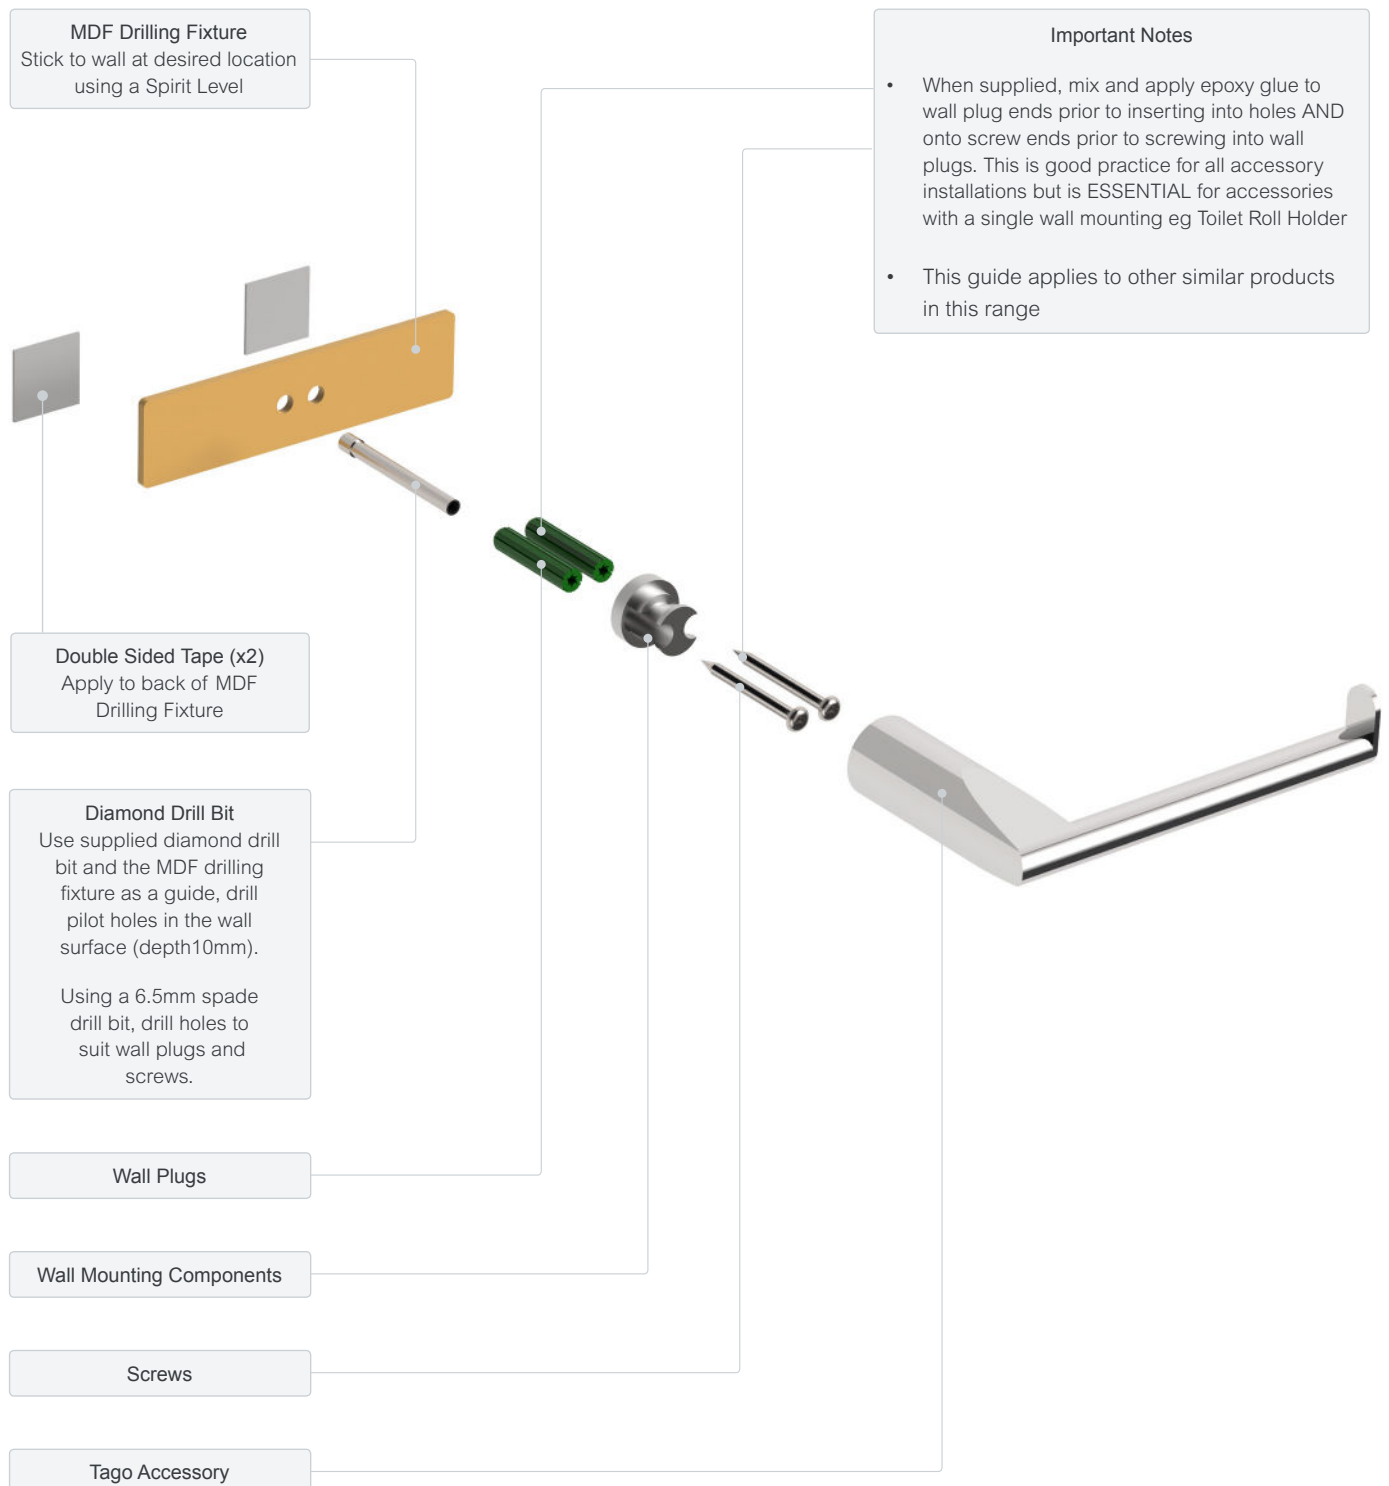 MDF Drilling Fixture
Stick to wall at desired location
using a Spirit Level
Important Notes
• When supplied, mix and apply epoxy glue to
wall plug ends prior to inserting into holes AND
onto screw ends prior to screwing into wall
plugs. This is good practice for all accessory
installations but is ESSENTIAL for accessories
with a single wall mounting eg Toilet Roll Holder
• This guide applies to other similar products
in this range
Double Sided Tape (x2)
Apply to back of MDF
Drilling Fixture
Diamond Drill Bit
Use supplied diamond drill
bit and the MDF drilling
fixture as a guide, drill
pilot holes in the wall
surface (depth10mm).
Using a 6.5mm spade
drill bit, drill holes to
suit wall plugs and
screws.
Wall Plugs
Wall Mounting Components
Screws
Tago Accessory